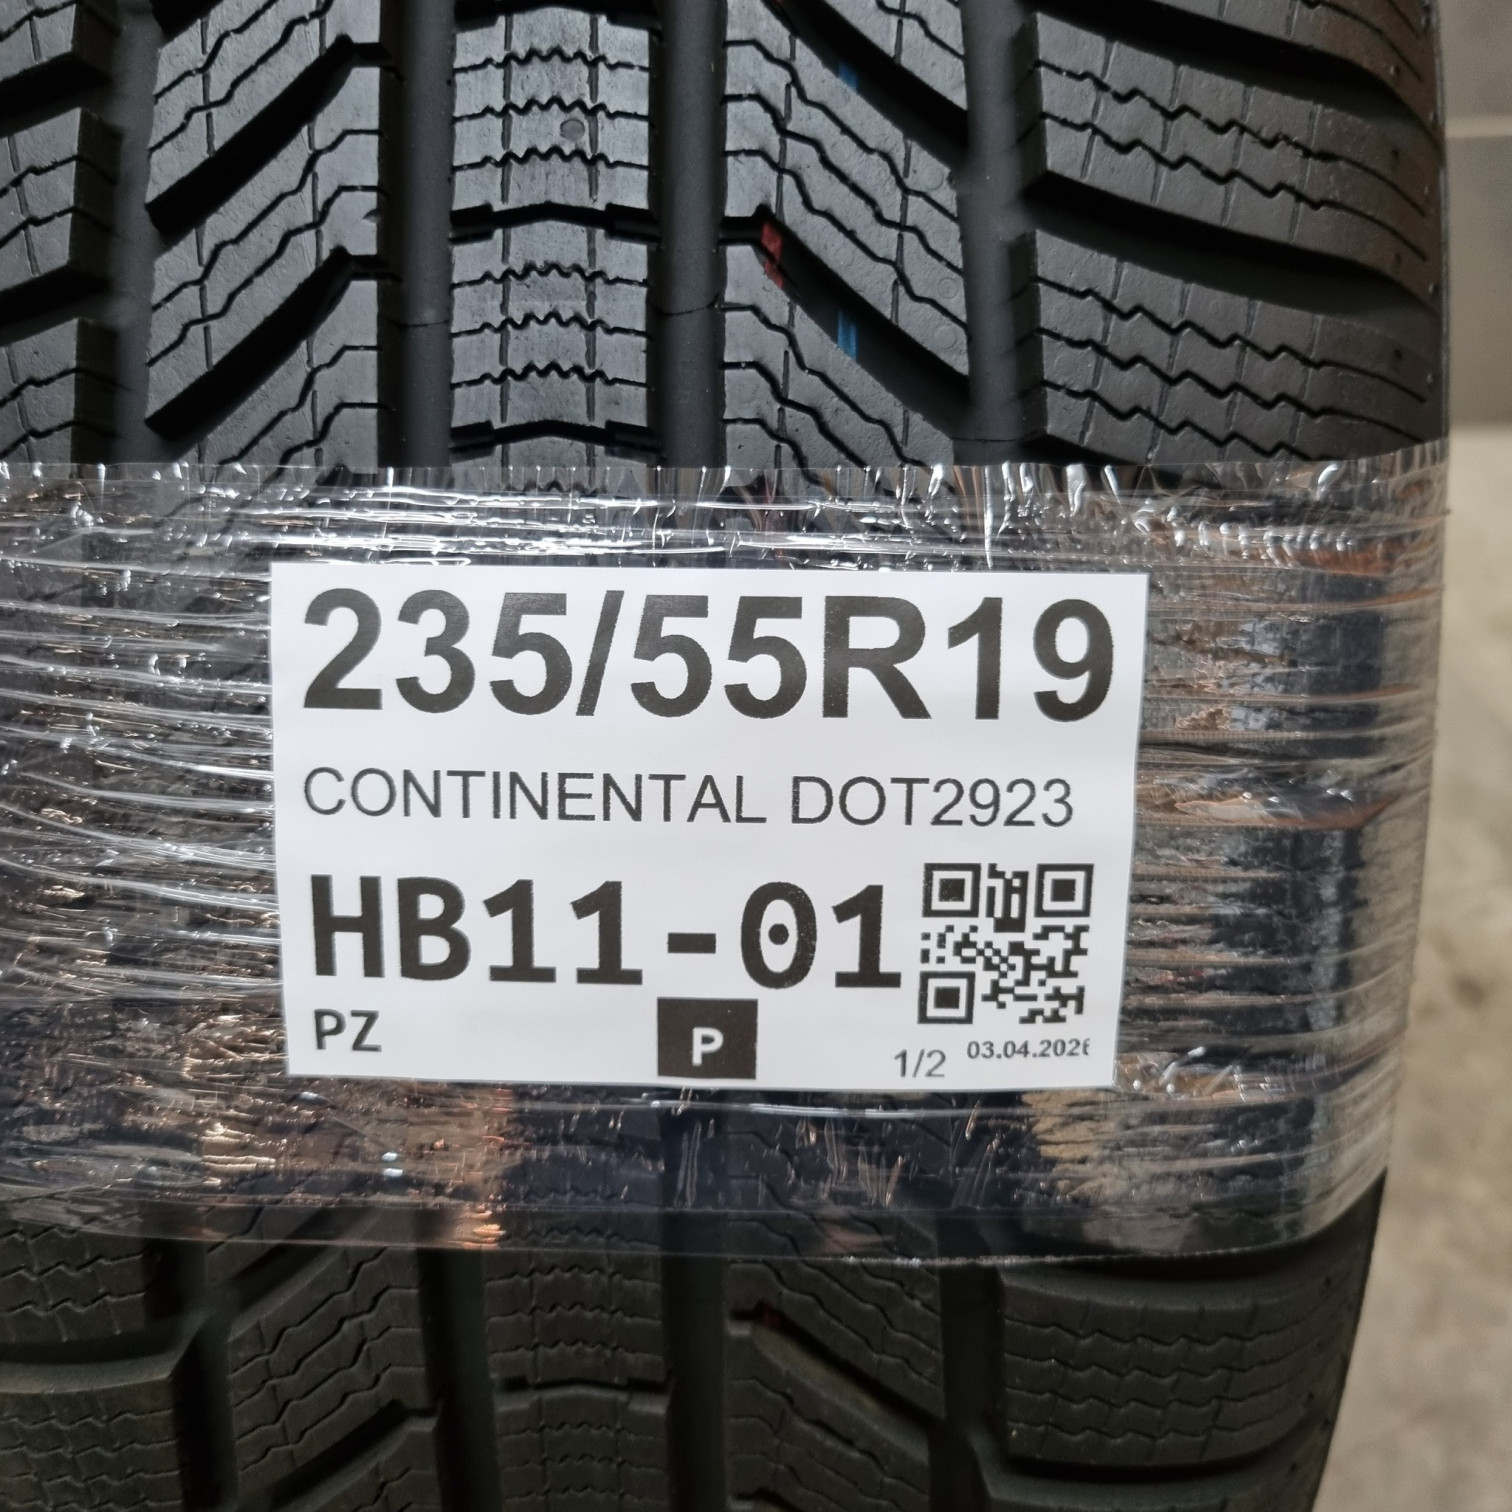 235/55R19
CONTINENTAL DOT2923
HB11-01
PZ
P
1/2 03.04.2026